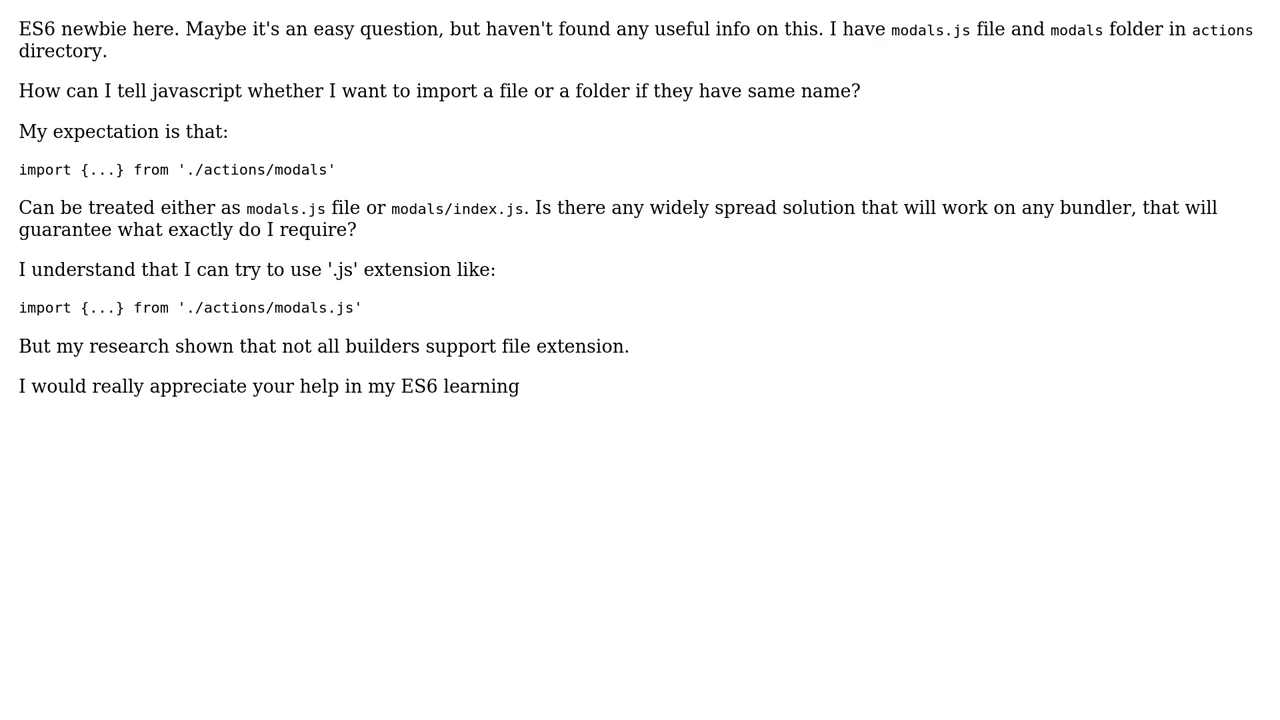 ES6 newbie here. Maybe it's an easy question, but haven't found any useful info on this. I have modals.js file and modals folder in actions
directory.
How can I tell javascript whether I want to import a file or a folder if they have same name?
My expectation is that:
import {...} from './actions/modals'
Can be treated either as modals.js file or modals/index.js. Is there any widely spread solution that will work on any bundler, that will
guarantee what exactly do I require?
I understand that I can try to use '.js' extension like:
import {...} from './actions/modals.js'
But my research shown that not all builders support file extension.
I would really appreciate your help in my ES6 learning